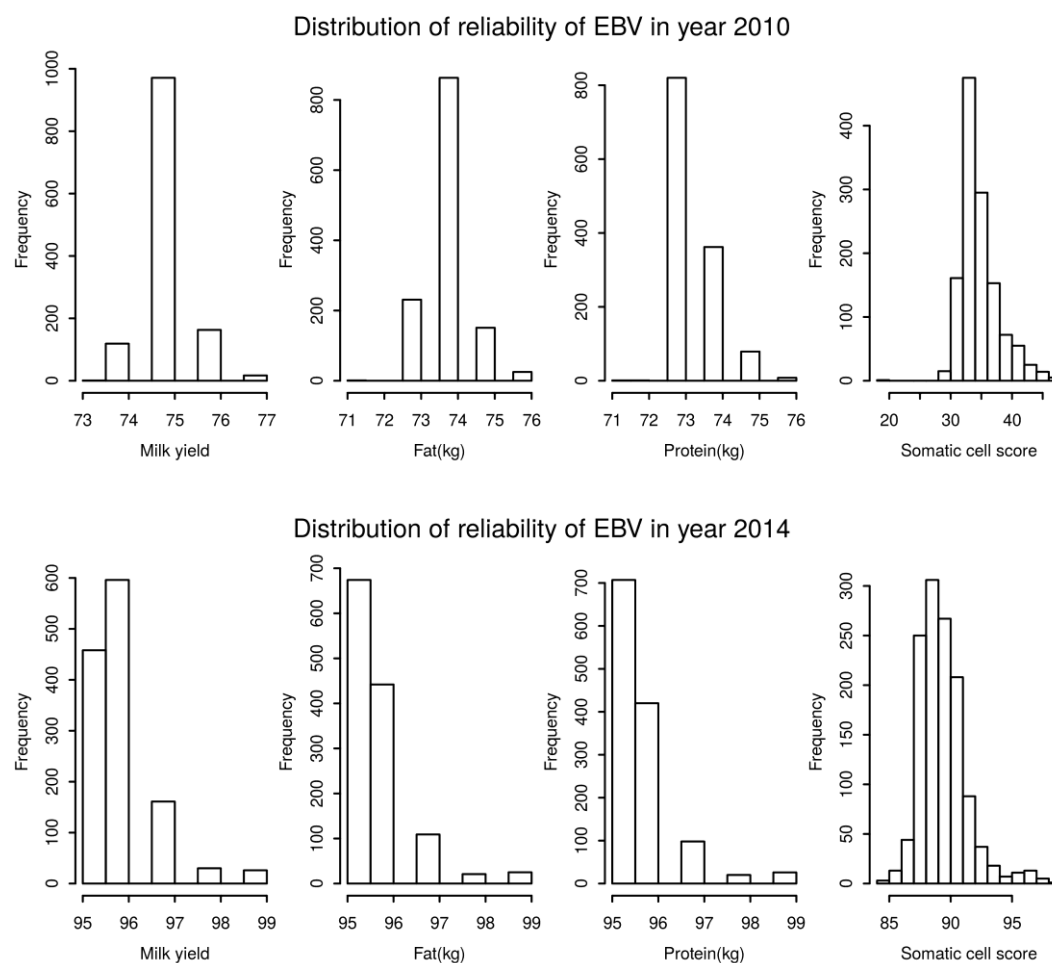 Distribution of reliability of EBV in year 2010
Frequency
0 200 400 600 800 1000
73 74 75 76 77
Milk yield
Frequency
0 200 400 600 800
71 72 73 74 75 76
Fat(kg)
Frequency
0 200 400 600 800
71 72 73 74 75 76
Protein(kg)
Frequency
0 100 200 300 400
20 30 40
Somatic cell score
Distribution of reliability of EBV in year 2014
Frequency
0 100 200 300 400 500 600
95 96 97 98 99
Milk yield
Frequency
0 100 200 300 400 500 600 700
95 96 97 98 99
Fat(kg)
Frequency
0 100 200 300 400 500 600 700
95 96 97 98 99
Protein(kg)
Frequency
0 50 100 150 200 250 300
85 90 95
Somatic cell score